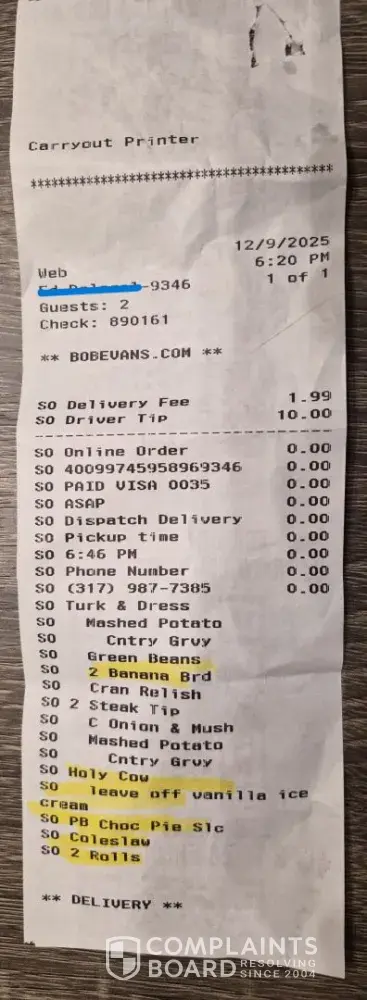 Carryout Printer
****************************************
12/9/2025
Web 6:20 PM
-9346 1 of 1
Guests: 2
Check: 890161
** BOBEVANS.COM **
SO Delivery Fee 1.99
SO Driver Tip 10.00
----------------------------------------
SO Online Order 0.00
SO 40099745958969346 0.00
SO PAID VISA 0035 0.00
SO ASAP 0.00
SO Dispatch Delivery 0.00
SO Pickup time 0.00
SO 6:46 PM 0.00
SO Phone Number 0.00
SO (317) 987-7385 0.00
SO Turk & Dress
SO Mashed Potato
SO Cntry Grvy
SO Green Beans
SO 2 Banana Brd
SO Cran Relish
SO 2 Steak Tip
SO C Onion & Mush
SO Mashed Potato
SO Cntry Grvy
SO Holy Cow
SO leave off vanilla ice
cream
SO PB Choc Pie Slc
SO Coleslaw
SO 2 Rolls
** DELIVERY **
COMPLAINTS
BOARD RESOLVING
SINCE 2004